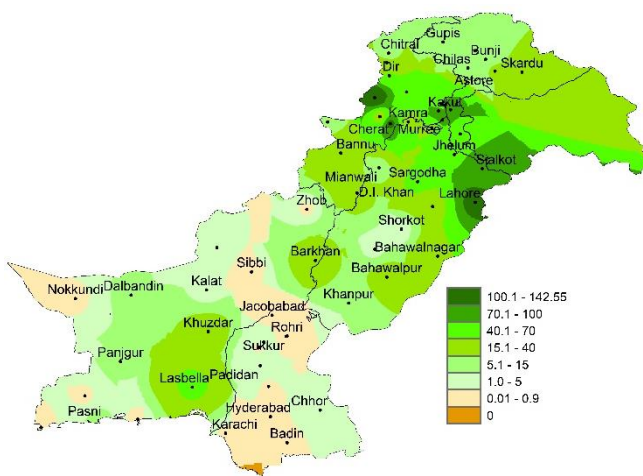 Gupis
Chitral
Bunji
Chilas
Skardu
Dir
Astore
Kamra
Kakul
Cherat
Murree
Bannu
Jhelum
Sialkot
Mianwali
Sargodha
D.I. Khan
Lahore
Zhob
Shorkot
Barkhan
Bahawalnagar
Sibbi
Bahawalpur
Nokkundi
Dalbandin
Kalat
Khanpur
Jacobabad
Khuzdar
Rohri
Sukkur
Panjgur
Lasbella
Padidan
Pasni
Hyderabad
Chhor
Karachi
Badin
100.1 - 142.55
70.1 - 100
40.1 - 70
15.1 - 40
5.1 - 15
1.0 - 5
0.01 - 0.9
0